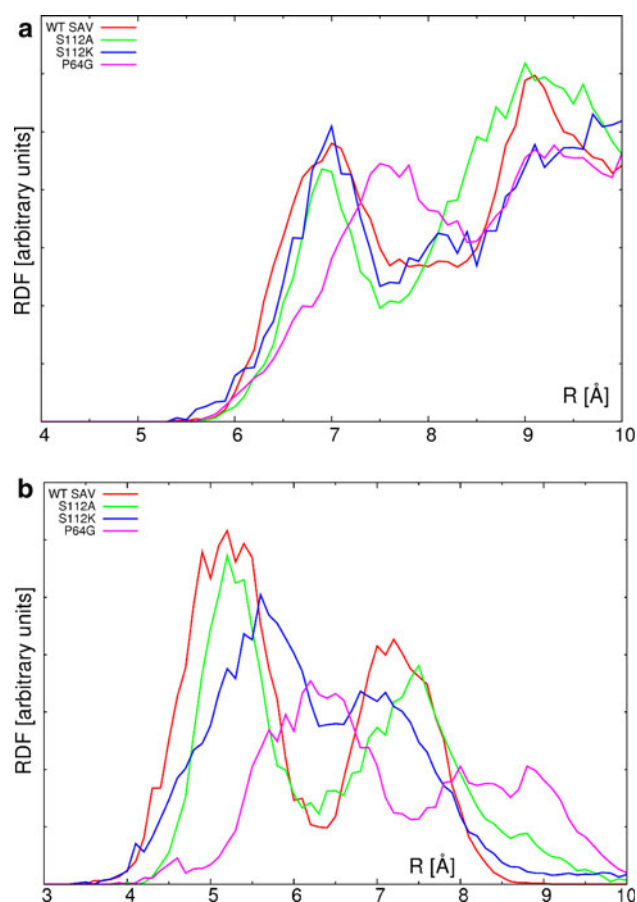 a
WT SAV
S112A
S112K
P64G
RDF [arbitrary units]
R [Å]
4 5 6 7 8 9 10
b
WT SAV
S112A
S112K
P64G
RDF [arbitrary units]
R [Å]
3 4 5 6 7 8 9 10